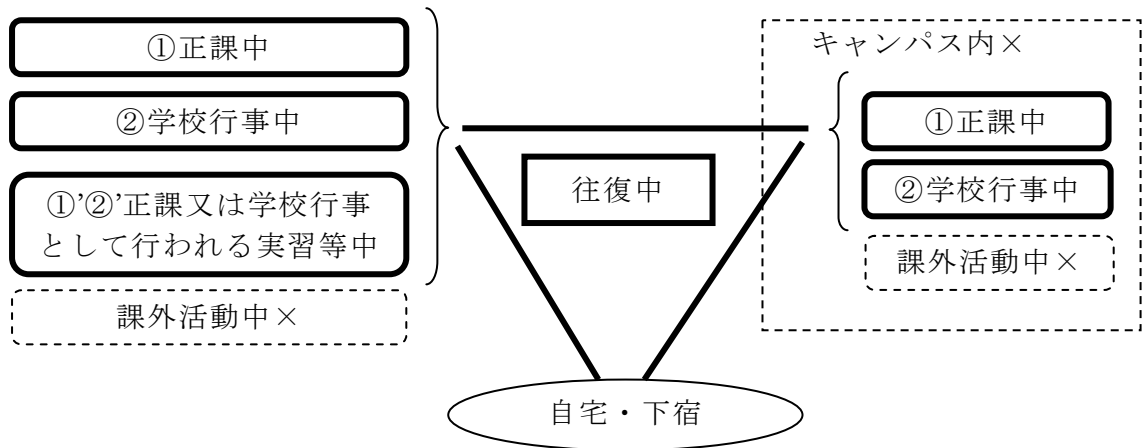 ①正課中
②学校行事中
①’②’正課又は学校行事
として行われる実習等中
課外活動中×
往復中
自宅・下宿
キャンパス内×
①正課中
②学校行事中
課外活動中×